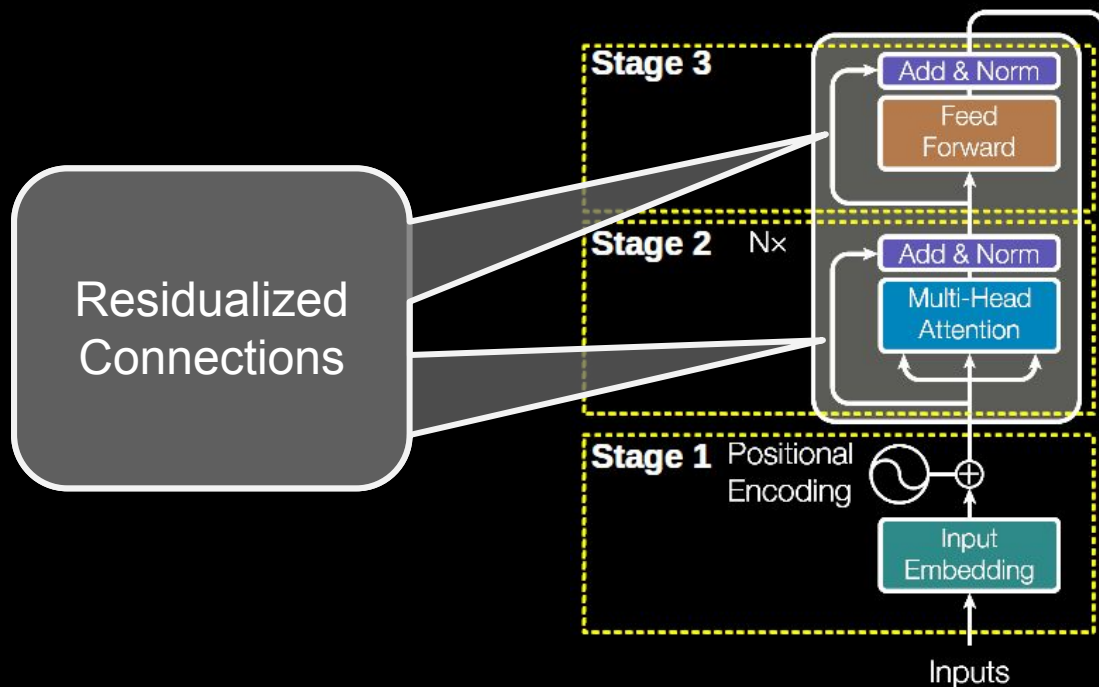 Stage 3
Add & Norm
Feed
Forward
Residualized
Connections
Stage 2 N×
Add & Norm
Multi-Head
Attention
Stage 1 Positional
Encoding
Input
Embedding
Inputs